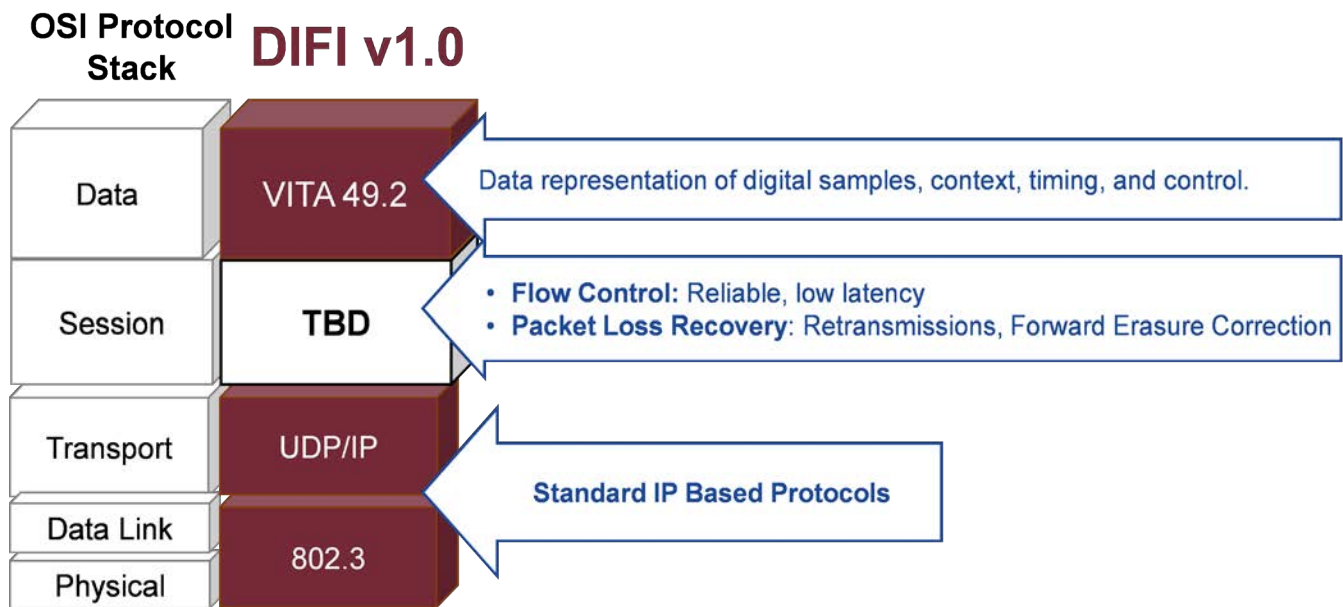 OSI Protocol
Stack
DIFI v1.0
Data
VITA 49.2
Data representation of digital samples, context, timing, and control.
Session
TBD
• Flow Control: Reliable, low latency
• Packet Loss Recovery: Retransmissions, Forward Erasure Correction
Transport
UDP/IP
Standard IP Based Protocols
Data Link
802.3
Physical